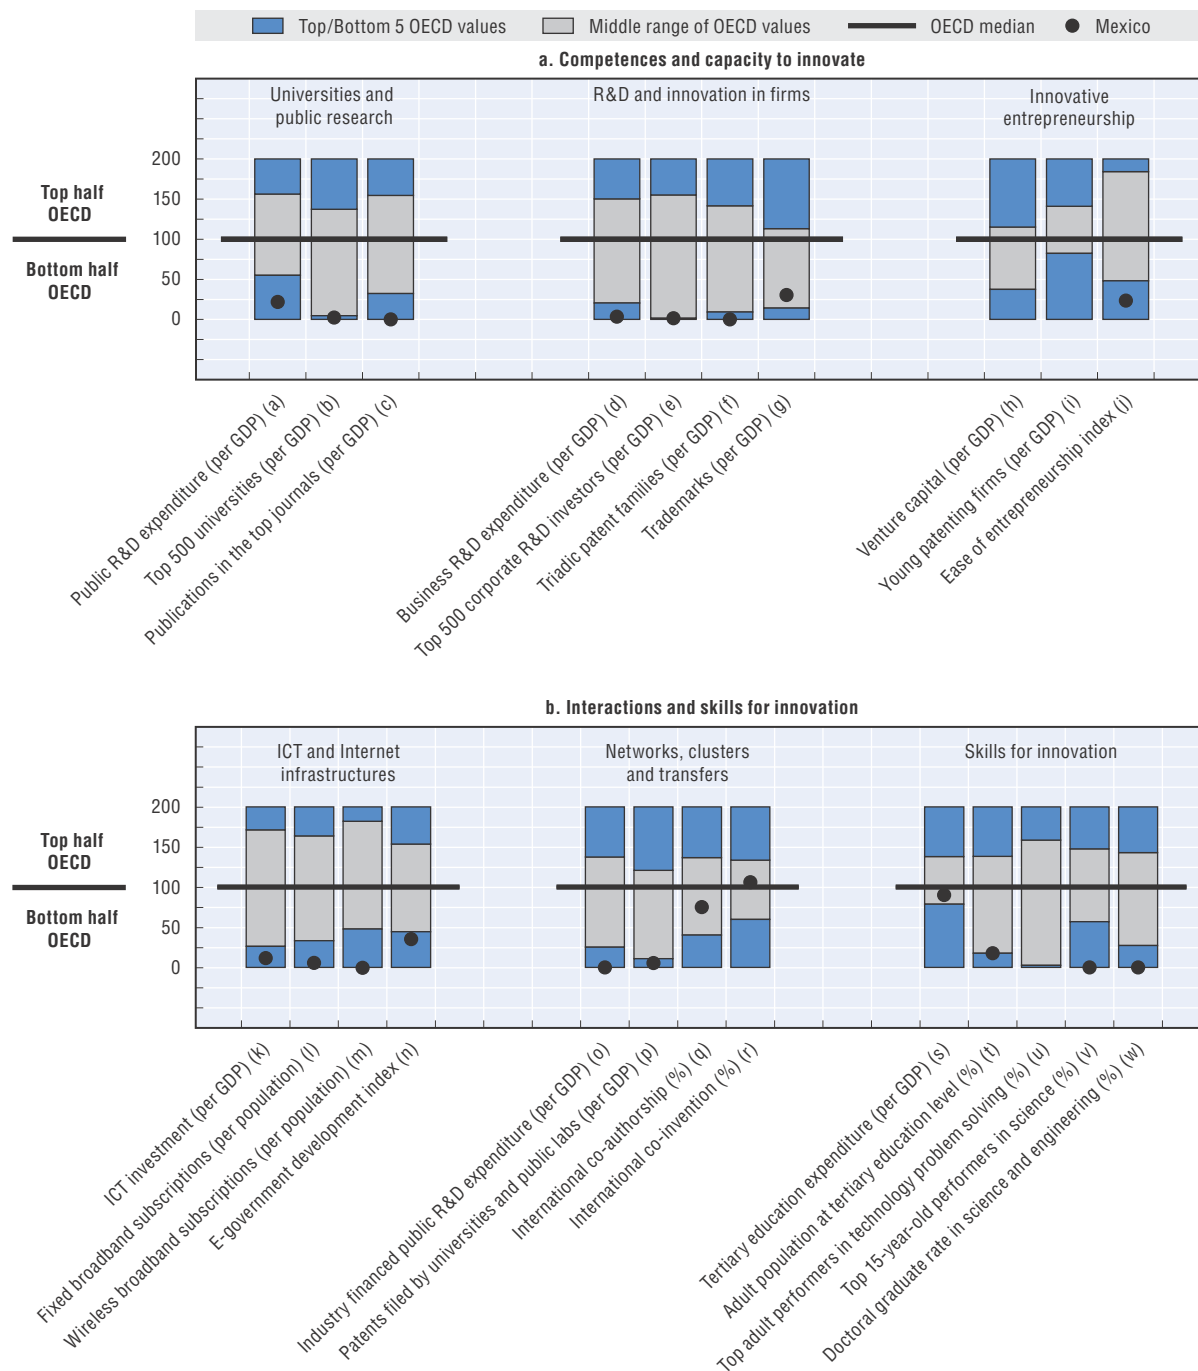 Top/Bottom 5 OECD values Middle range of OECD values OECD median Mexico
a. Competences and capacity to innovate
Universities and
public research
R&D and innovation in firms
Innovative
entrepreneurship
200
150
100
50
0
Top half
OECD
Bottom half
OECD
Public R&D expenditure (per GDP) (a)
Top 500 universities (per GDP) (b)
Publications in the top journals (per GDP) (c)
Business R&D expenditure (per GDP) (d)
Top 500 corporate R&D investors (per GDP) (e)
Triadic patent families (per GDP) (f)
Trademarks (per GDP) (g)
Venture capital (per GDP) (h)
Young patenting firms (per GDP) (i)
Ease of entrepreneurship index (j)
b. Interactions and skills for innovation
ICT and Internet
infrastructures
Networks, clusters
and transfers
Skills for innovation
200
150
100
50
0
Top half
OECD
Bottom half
OECD
ICT investment (per GDP) (k)
Fixed broadband subscriptions (per population) (l)
Wireless broadband subscriptions (per population) (m)
E-government development index (n)
Industry financed public R&D expenditure (per GDP) (o)
Patents filed by universities and public labs (per GDP) (p)
International co-authorship (%) (q)
International co-invention (%) (r)
Tertiary education expenditure (per GDP) (s)
Adult population at tertiary education level (%) (t)
Top adult performers in technology problem solving (%) (u)
Top 15-year-old performers in science (%) (v)
Doctoral graduate rate in science and engineering (%) (w)